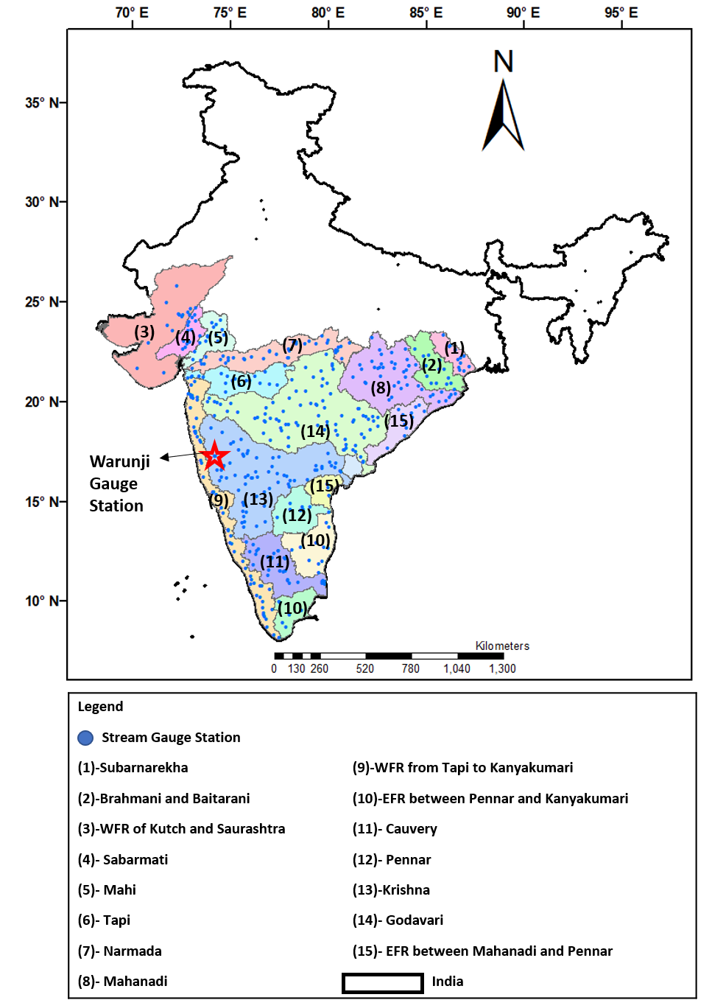 70° E 75° E 80° E 85° E 90° E 95° E
N
35° N
30° N
25° N
20° N
15° N
10° N
(3)
(4)
(5)
(7)
(1)
(2)
(6)
(8)
(15)
(14)
Warunji
Gauge
Station
(9)
(13)
(15)
(12)
(10)
(11)
(10)
Kilometers
0 130 260 520 780 1,040 1,300
Legend
Stream Gauge Station
(1)-Subarnarekha
(2)-Brahmani and Baitarani
(3)-WFR of Kutch and Saurashtra
(4)- Sabarmati
(5)- Mahi
(6)- Tapi
(7)- Narmada
(8)- Mahanadi
(9)-WFR from Tapi to Kanyakumari
(10)-EFR between Pennar and Kanyakumari
(11)- Cauvery
(12)- Pennar
(13)-Krishna
(14)- Godavari
(15)- EFR between Mahanadi and Pennar
India